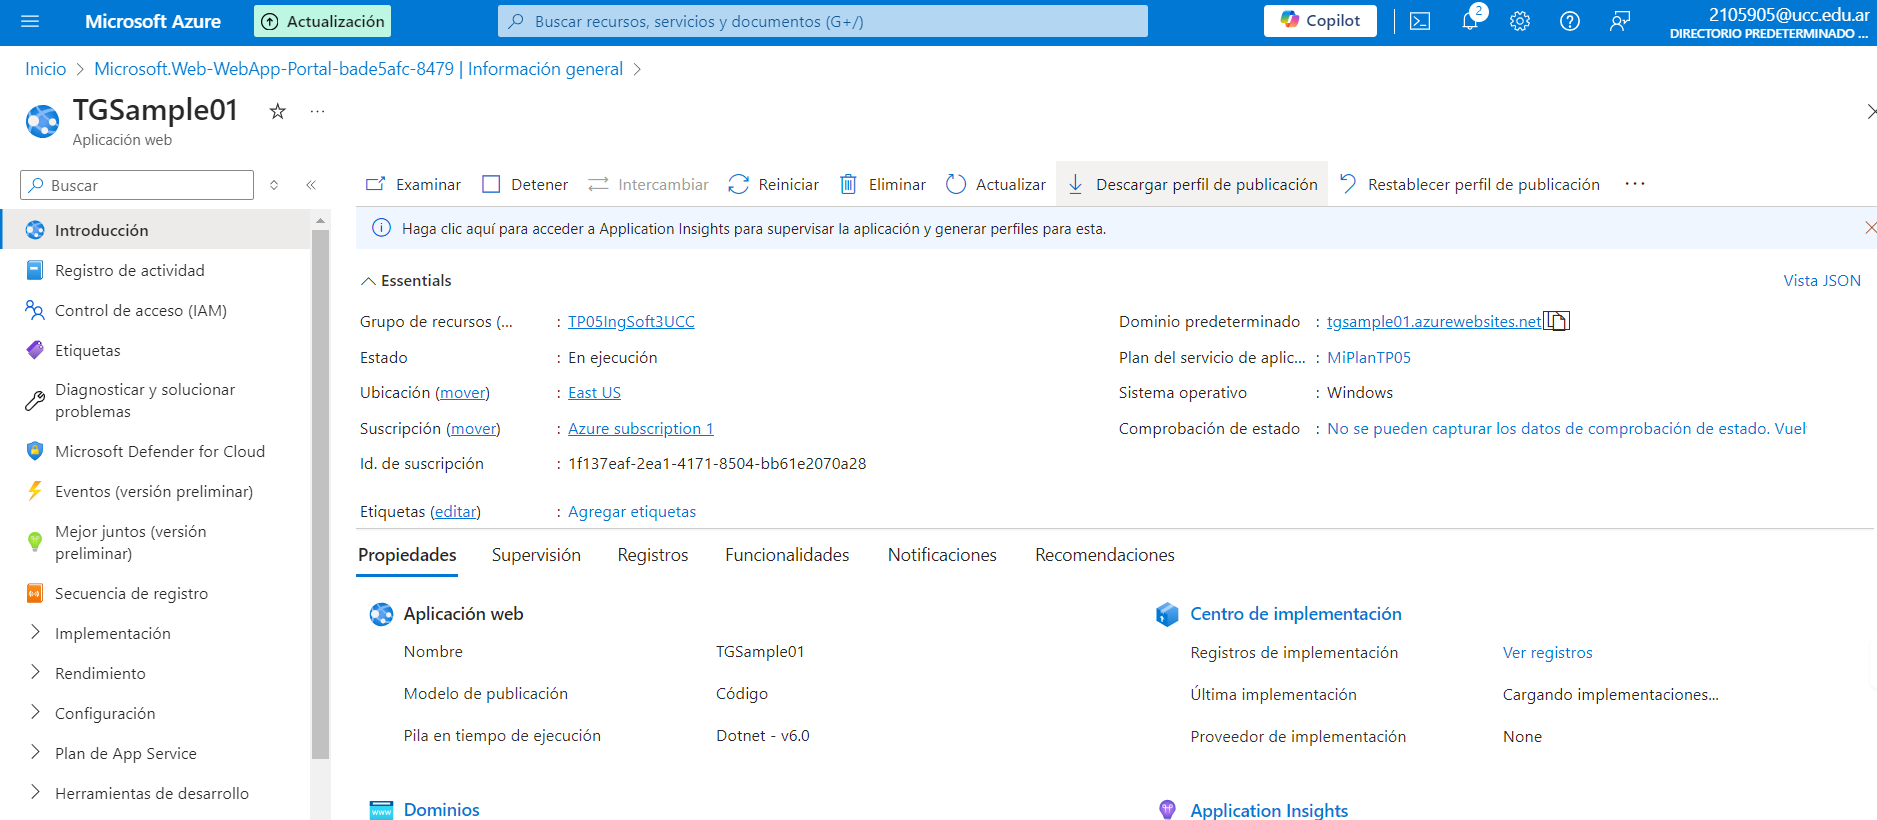 Microsoft Azure
Actualización
Buscar recursos, servicios y documentos (G+/)
Copilot
2
2105905@ucc.edu.ar
DIRECTORIO PREDETERMINADO ...
Inicio > Microsoft.Web-WebApp-Portal-bade5afc-8479 | Información general >
TGSample01
Aplicación web
Buscar
Introducción
Registro de actividad
Control de acceso (IAM)
Etiquetas
Diagnosticar y solucionar
problemas
Microsoft Defender for Cloud
Eventos (versión preliminar)
Mejor juntos (versión
preliminar)
Secuencia de registro
Implementación
Rendimiento
Configuración
Plan de App Service
Herramientas de desarrollo
Examinar Detener Intercambiar Reiniciar Eliminar Actualizar Descargar perfil de publicación Restablecer perfil de publicación ...
Haga clic aquí para acceder a Application Insights para supervisar la aplicación y generar perfiles para esta.
Essentials
Vista JSON
Grupo de recursos (... : TP05IngSoft3UCC
Estado : En ejecución
Ubicación (mover) : East US
Suscripción (mover) : Azure subscription 1
Id. de suscripción : 1f137eaf-2ea1-4171-8504-bb61e2070a28
Etiquetas (editar) : Agregar etiquetas
Dominio predeterminado : tgsample01.azurewebsites.net
Plan del servicio de aplic... : MiPlanTP05
Sistema operativo : Windows
Comprobación de estado : No se pueden capturar los datos de comprobación de estado. Vuel
Propiedades Supervisión Registros Funcionalidades Notificaciones Recomendaciones
Aplicación web
Nombre TGSample01
Modelo de publicación Código
Pila en tiempo de ejecución Dotnet - v6.0
Dominios
Centro de implementación
Registros de implementación Ver registros
Última implementación Cargando implementaciones...
Proveedor de implementación None
Application Insights